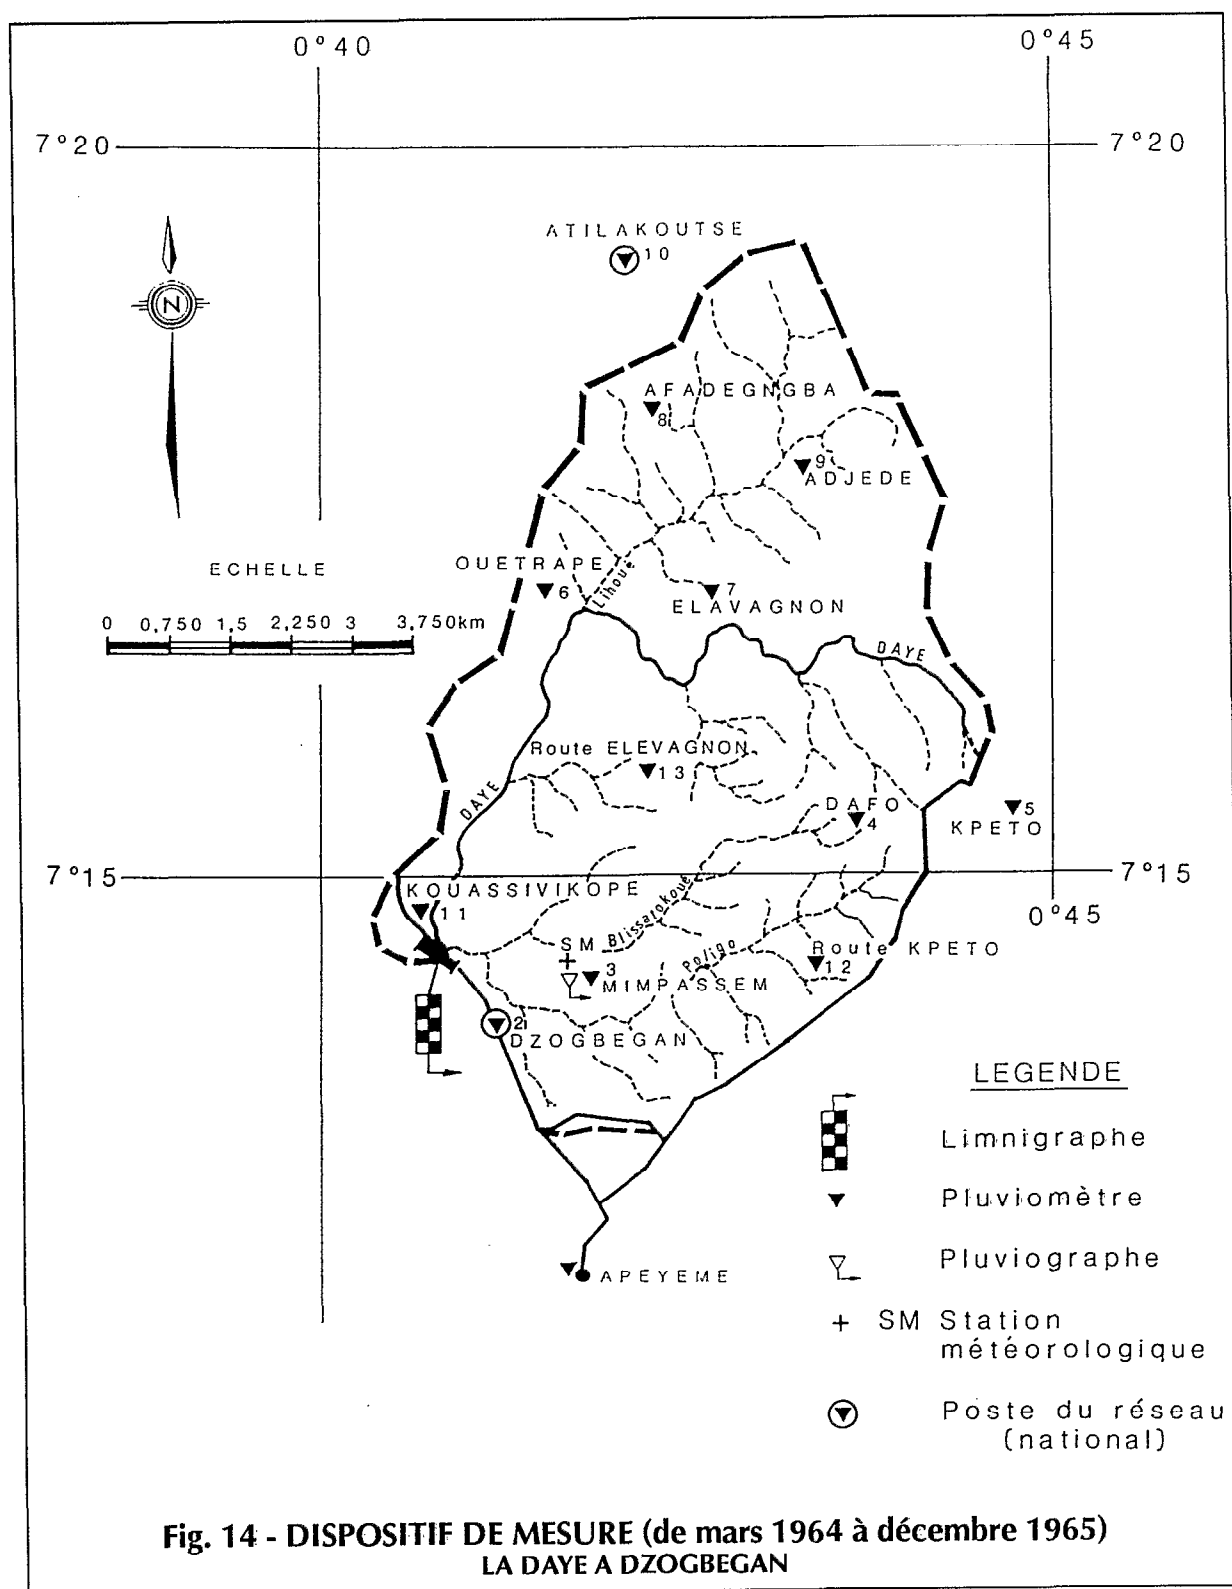 0°40
0°45
7°20
7°20
ATILAKOUTSE
10
N
AFADEGNGBA
8
9
ADJEDE
ECHELLE
OUETRAPE
6
Lihoué
7
ELAVAGNON
0 0,750 1,5 2,250 3 3,750km
DAYE
Route ELEVAGNON
13
DAYE
DAFO
4
5
KPETO
7°15
7°15
KOUASSIVIKOPE
11
0°45
SM
Blissarokoué
Poligo
Route KPETO
12
3
MIMPASSEM
2
DZOGBEGAN
LEGENDE
Limnigraphe
Pluviomètre
Pluviographe
APEYEME
SM Station
météorologique
Poste du réseau
(national)
Fig. 14 - DISPOSITIF DE MESURE (de mars 1964 à décembre 1965)
LA DAYE A DZOGBEGAN